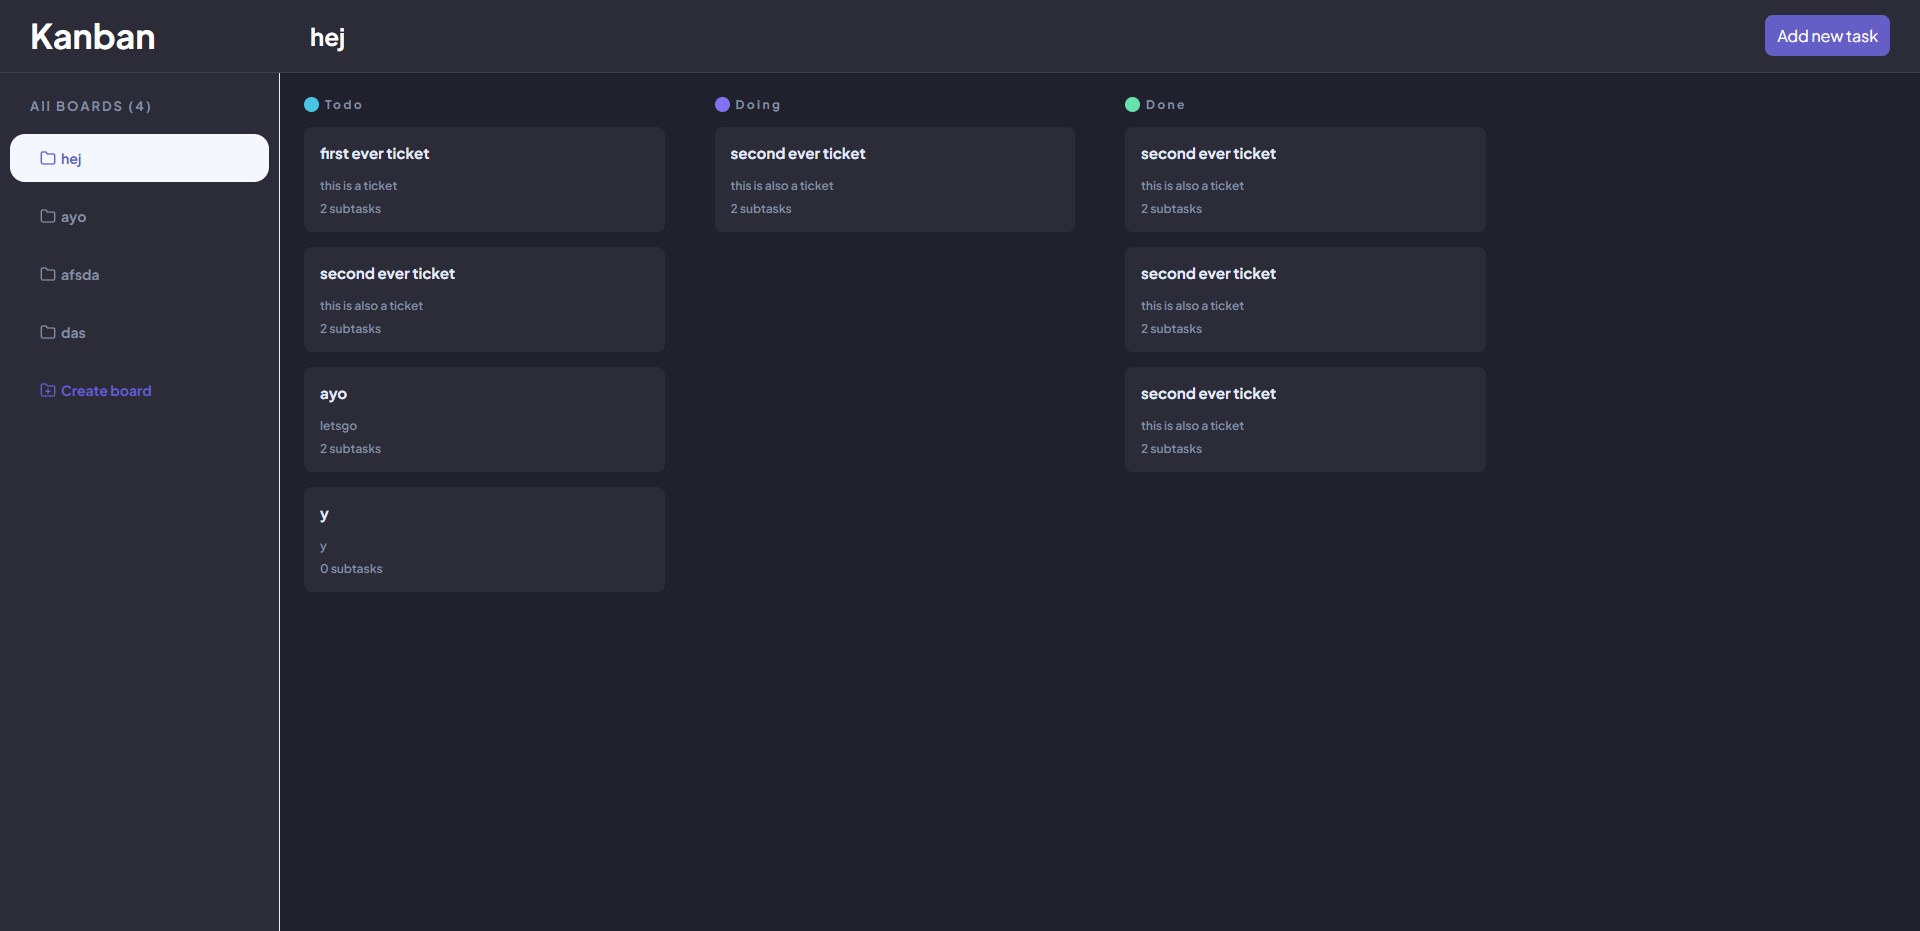 Kanban
hej
Add new task
All BOARDS (4)
hej
ayo
afsda
das
Create board
Todo
first ever ticket
this is a ticket
2 subtasks
second ever ticket
this is also a ticket
2 subtasks
ayo
letsgo
2 subtasks
y
y
0 subtasks
Doing
second ever ticket
this is also a ticket
2 subtasks
Done
second ever ticket
this is also a ticket
2 subtasks
second ever ticket
this is also a ticket
2 subtasks
second ever ticket
this is also a ticket
2 subtasks